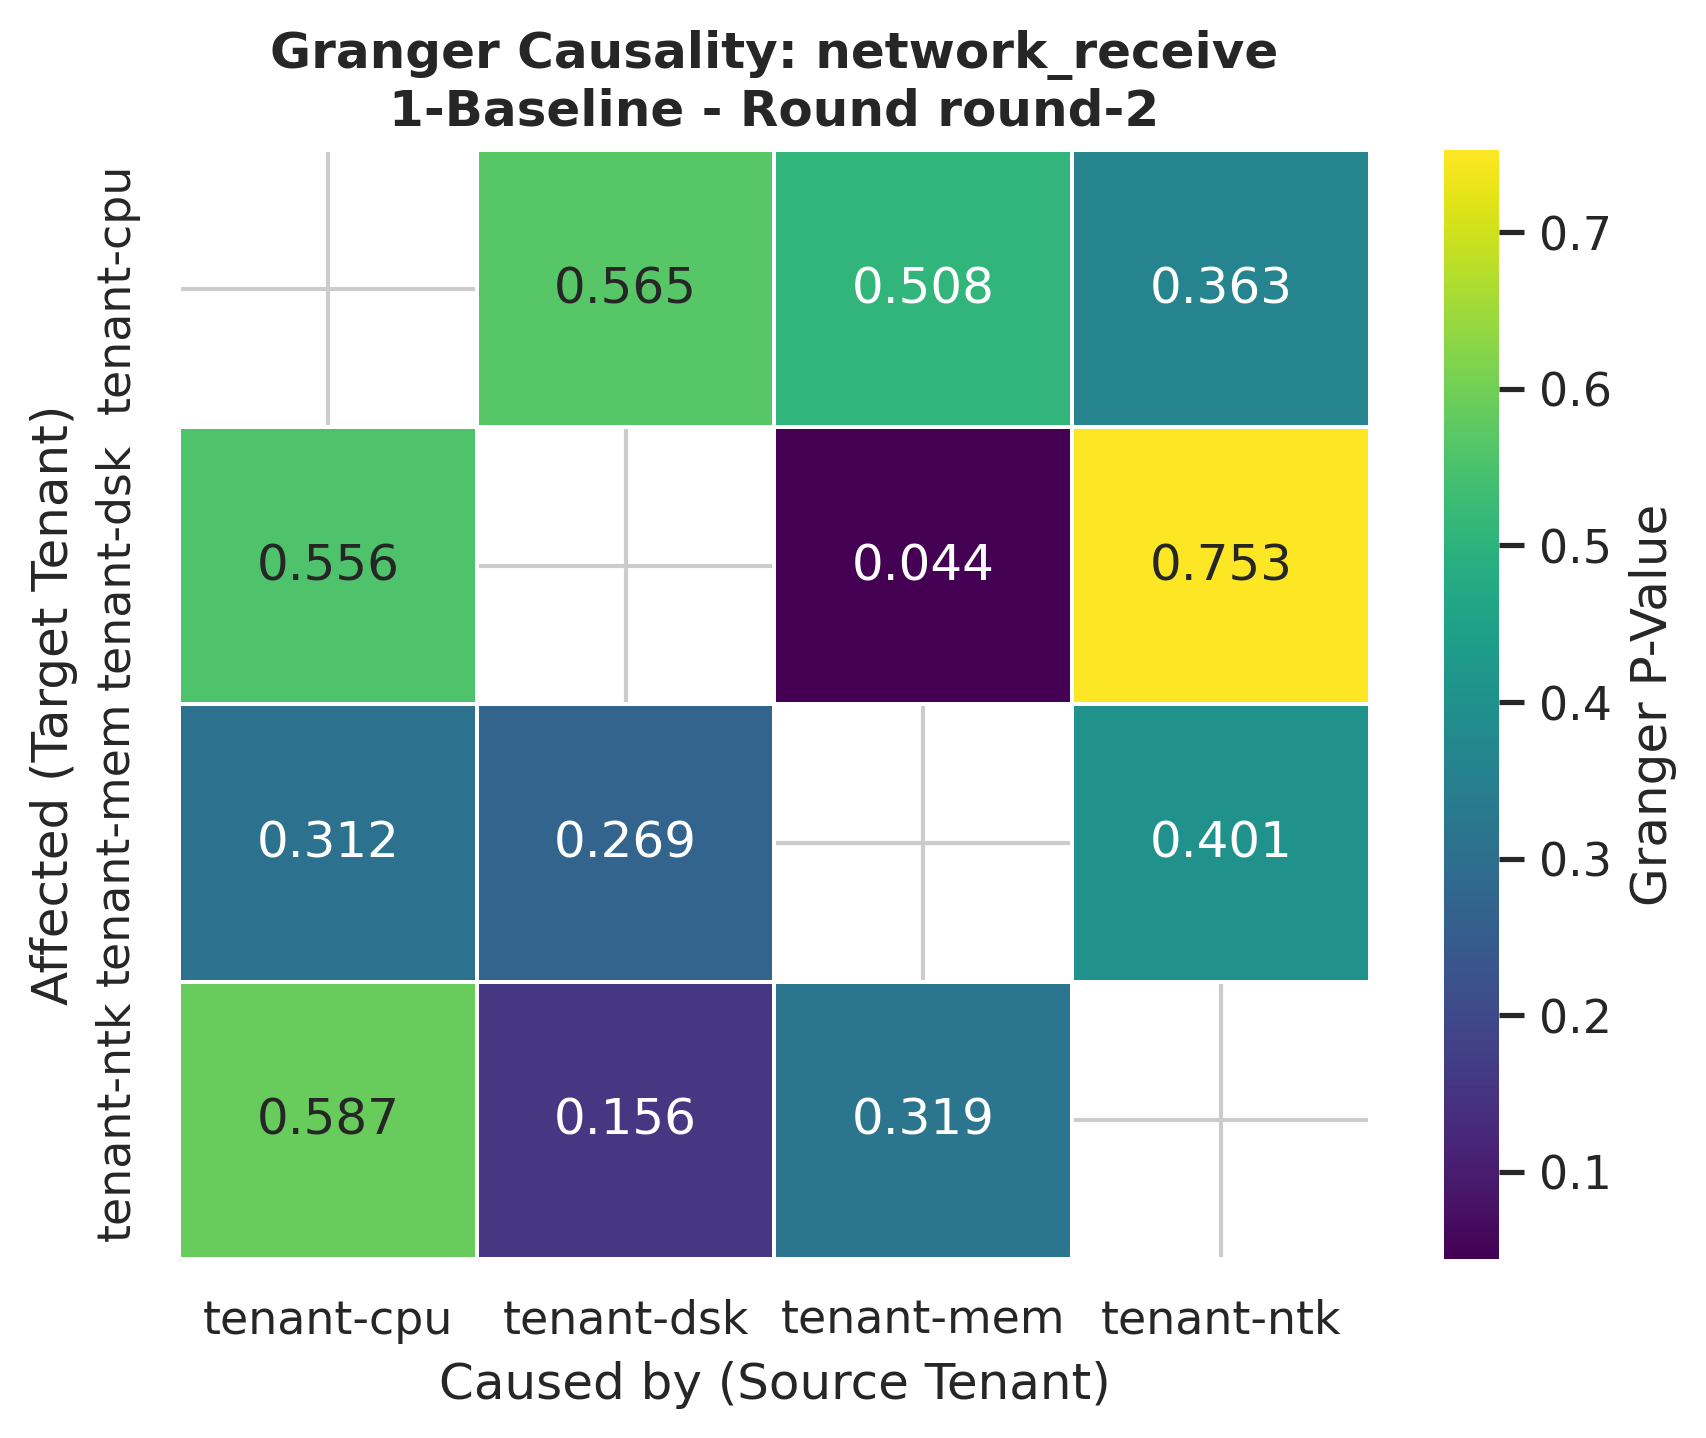 Granger Causality: network_receive
1-Baseline - Round round-2
Affected (Target Tenant)
tenant-cpu
0.565 0.508 0.363
tenant-dsk
0.556 0.044 0.753
tenant-mem
0.312 0.269 0.401
tenant-ntk
0.587 0.156 0.319
tenant-cpu tenant-dsk tenant-mem tenant-ntk
Caused by (Source Tenant)
0.7
0.6
0.5
0.4
0.3
0.2
0.1
Granger P-Value